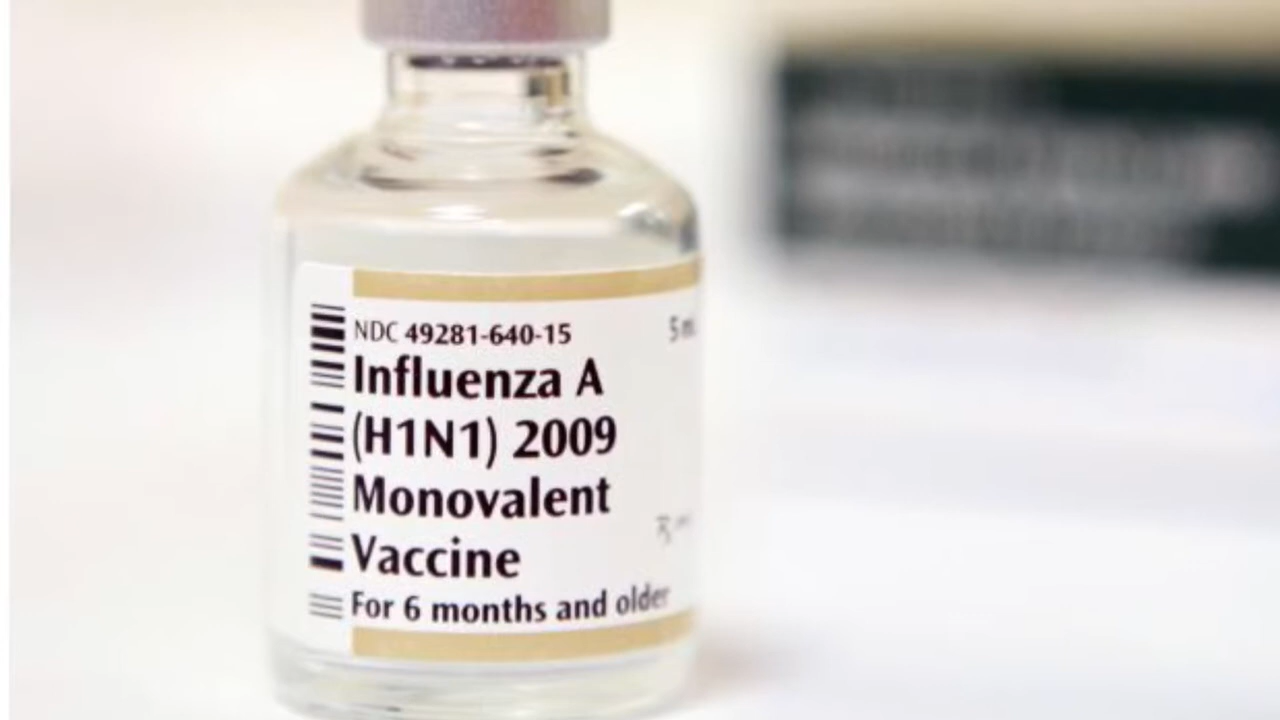 NDC 49281-640-15
5 mL
Influenza A
(H1N1) 2009
Monovalent
Vaccine
For 6 months and older